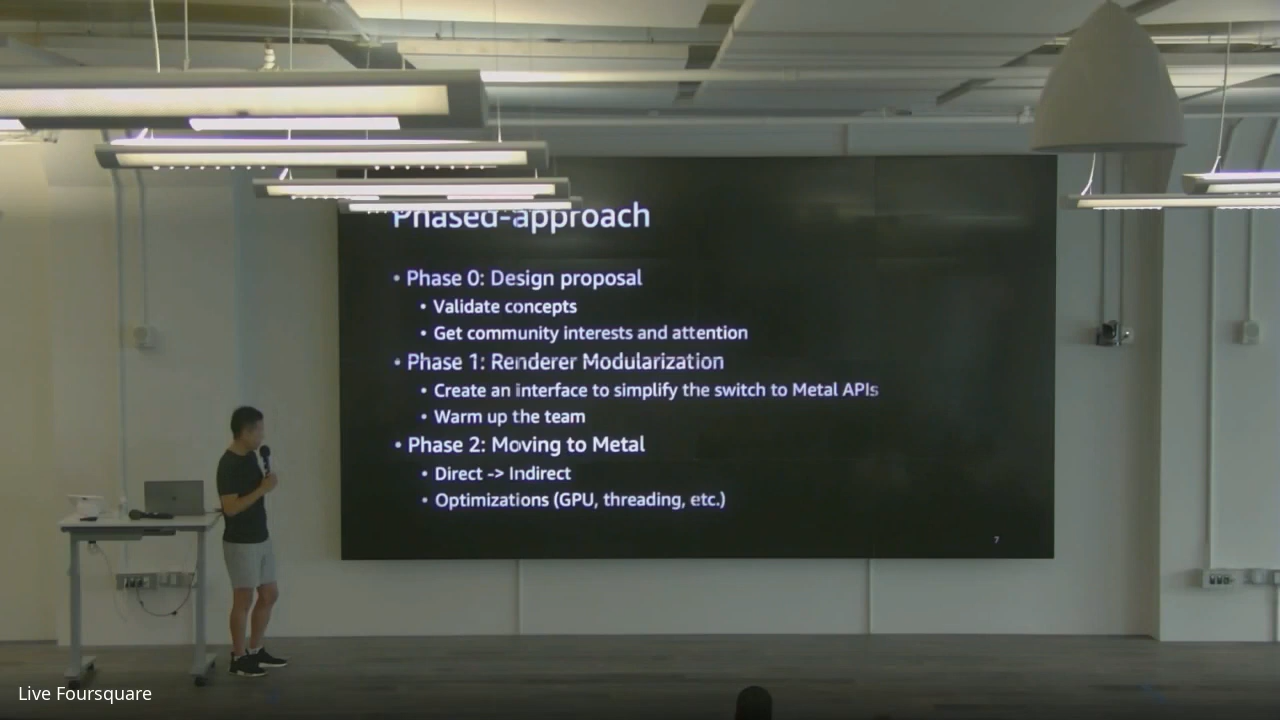 Phased-approach
• Phase 0: Design proposal
• Validate concepts
• Get community interests and attention
• Phase 1: Renderer Modularization
• Create an interface to simplify the switch to Metal APIs
• Warm up the team
• Phase 2: Moving to Metal
• Direct -> Indirect
• Optimizations (GPU, threading, etc.)
7
Live Foursquare